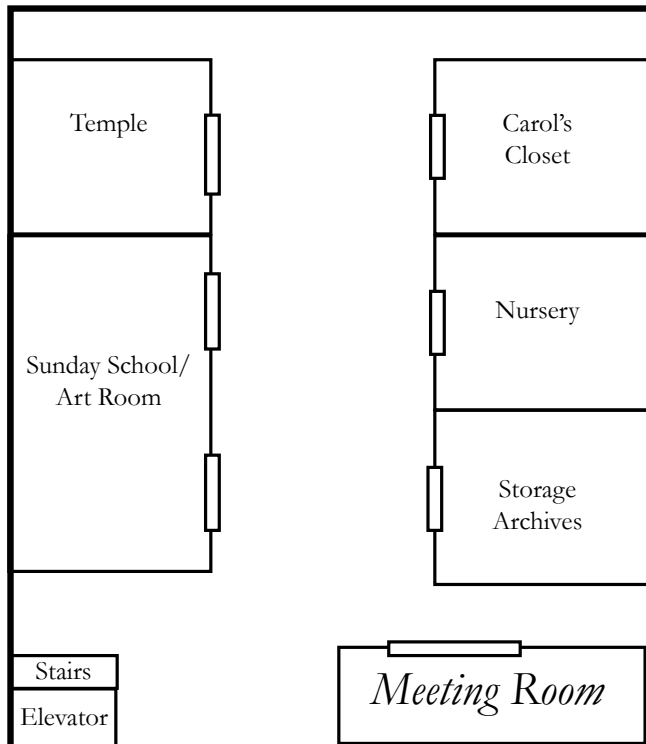 Temple
Carol’s
Closet
Sunday School/
Art Room
Nursery
Storage
Archives
Stairs
Elevator
Meeting Room